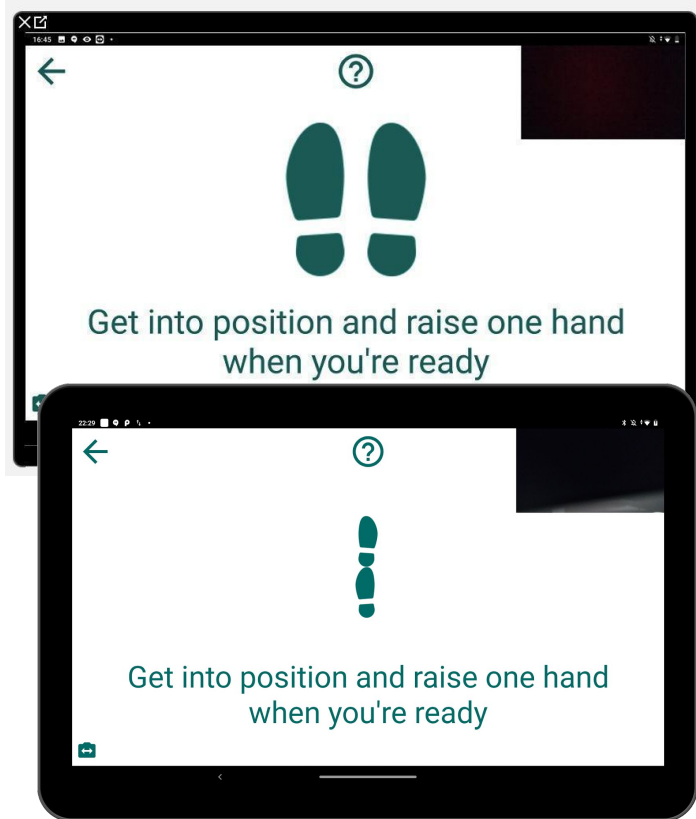 16:45
?
Get into position and raise one hand
when you're ready
22:29
?
Get into position and raise one hand
when you're ready